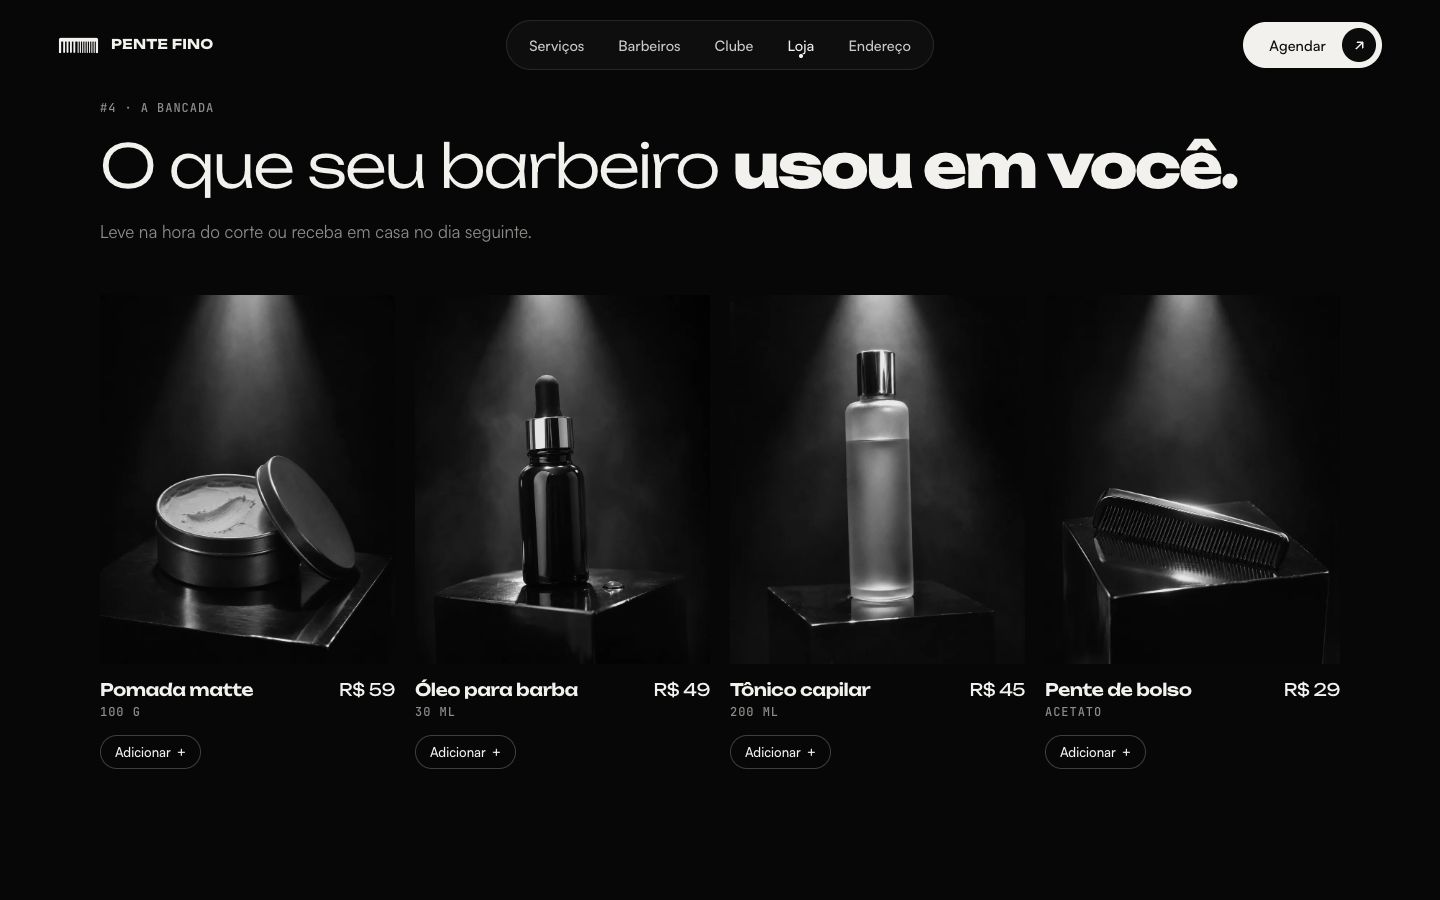 PENTE FINO
Serviços Barbeiros Clube Loja Endereço
Agendar
#4 · A BANCADA
O que seu barbeiro usou em você.
Leve na hora do corte ou receba em casa no dia seguinte.
Pomada matte R$ 59
100 G
Adicionar +
Óleo para barba R$ 49
30 ML
Adicionar +
Tônico capilar R$ 45
200 ML
Adicionar +
Pente de bolso R$ 29
ACETATO
Adicionar +